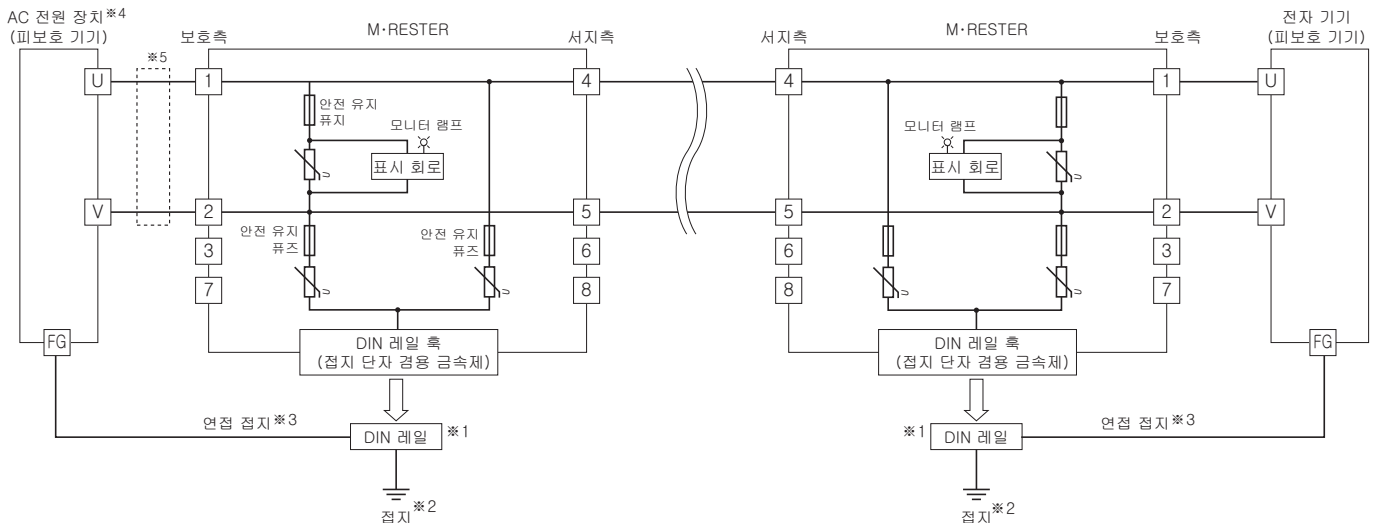 AC 전원 장치※4
(피보호 기기)
보호측
M·RESTER
서지측
서지측
M·RESTER
보호측
전자 기기
(피보호 기기)
※5
U
1
4
4
1
U
안전 유지
퓨지
모니터 램프
표시 회로
모니터 램프
표시 회로
V
2
5
5
2
V
안전 유지
퓨즈
안전 유지
퓨즈
3
6
6
3
7
8
8
7
FG
DIN 레일 훅
(접지 단자 겸용 금속제)
DIN 레일 훅
(접지 단자 겸용 금속제)
FG
연접 접지※3
DIN 레일
※1
※1
DIN 레일
연접 접지※3
접지※2
접지※2